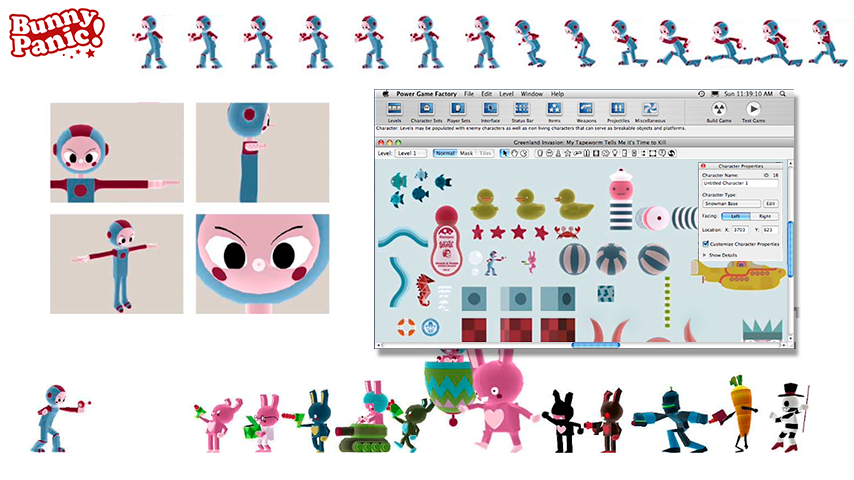 Bunny
Panic!
Power Game Factory File Edit Level Window Help
Sun 11:39:10 AM
Levels Character Sets Player Sets Interface Status Bar Items Weapons Projectiles Miscellaneous Build Game Test Game
Character: Levels may be populated with enemy characters as well non living characters that can serve as breakable objects and platforms.
Greenland Invasion: My Tapeworm Tells Me it's Time to Kill
Level: Level 1 Normal Mask Tiles
Character Properties
Character Name: ID: 16
Untitled Character 1
Character Type:
Snowman Base Edit
Facing: Left Right
Location: X: 3703 Y: 623
Customize Character Properties
Show Details